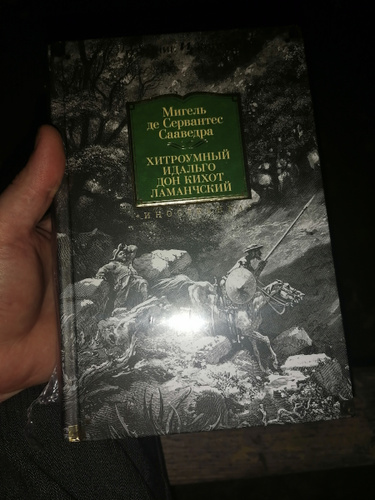 Мигель
де Сервантес
Сааведра
ХИТРОУМНЫЙ
ИДАЛЬГО
ДОН КИХОТ
ЛАМАНЧСКИЙ